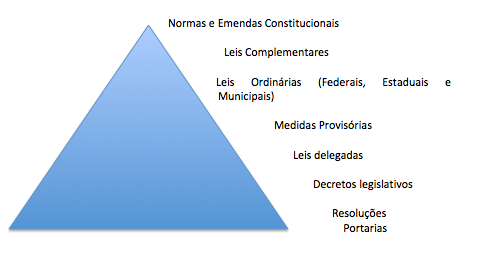 Normas e Emendas Constitucionais
Leis Complementares
Leis Ordinárias (Federais, Estaduais e
Municipais)
Medidas Provisórias
Leis delegadas
Decretos legislativos
Resoluções
Portarias